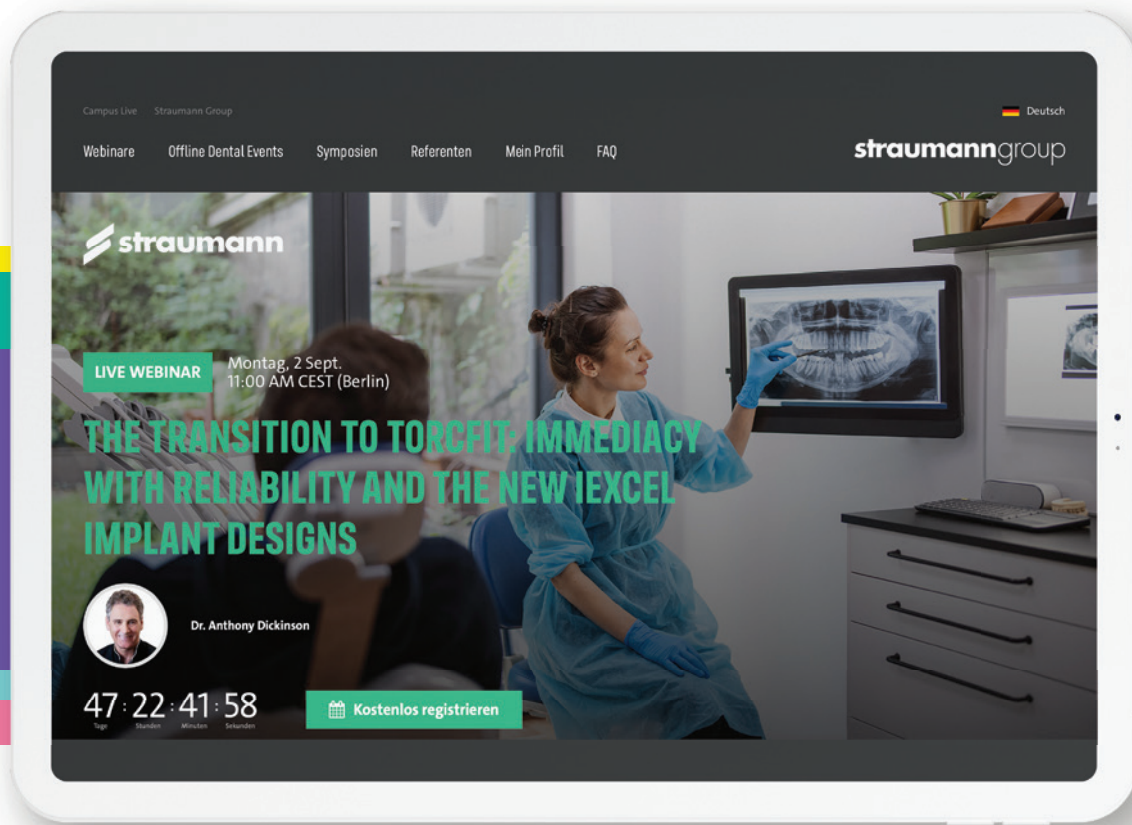 Campus Live Straumann Group
Deutsch
Webinare Offline Dental Events Symposien Referenten Mein Profil FAQ
straumanngroup
straumann
LIVE WEBINAR
Montag, 2 Sept.
11:00 AM CEST (Berlin)
THE TRANSITION TO TORCFIT: IMMEDIACY
WITH RELIABILITY AND THE NEW IEXCEL
IMPLANT DESIGNS
Dr. Anthony Dickinson
47:22:41:58
Tage Stunden Minuten Sekunden
Kostenlos registrieren